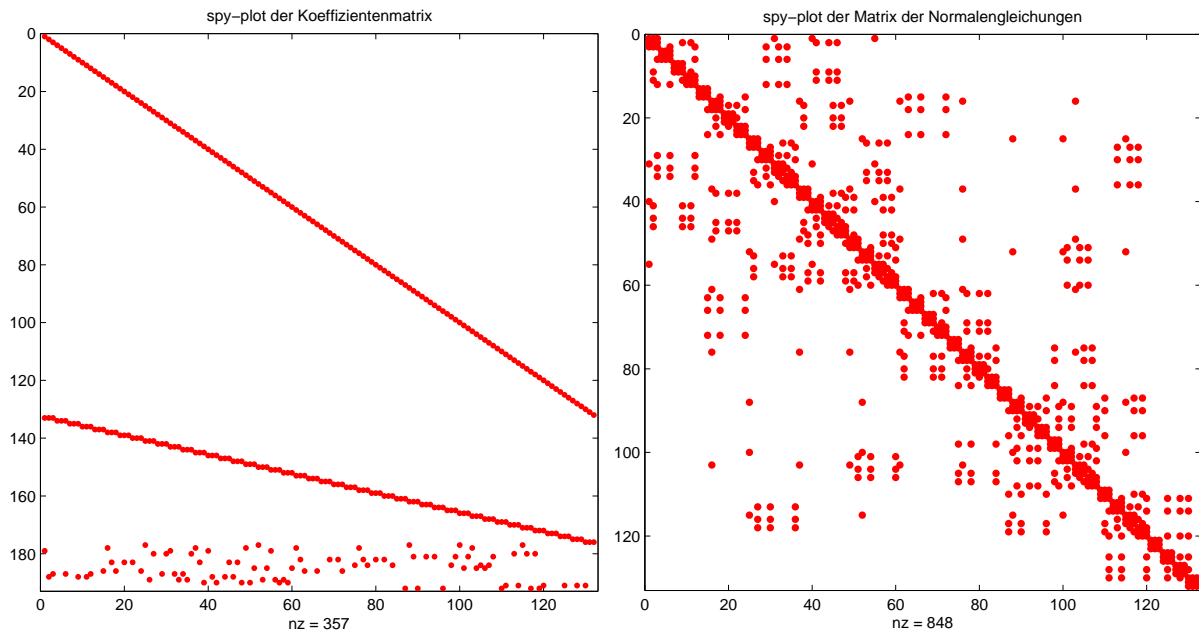 spy−plot der Koeffizientenmatrix
0
20
40
60
80
100
120
140
160
180
0 20 40 60 80 100 120
nz = 357
spy−plot der Matrix der Normalengleichungen
0
20
40
60
80
100
120
0 20 40 60 80 100 120
nz = 848